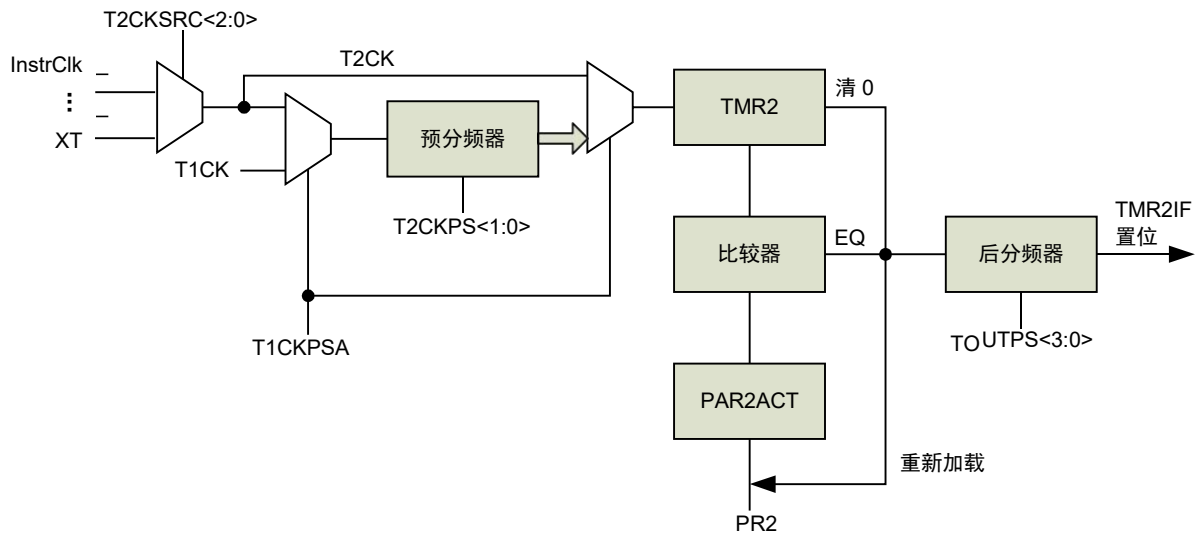 T2CKSRC<2:0>
InstrClk
XT
T2CK
T1CK
预分频器
T2CKPS<1:0>
T1CKPSA
TMR2
清 0
比较器
EQ
PAR2ACT
重新加载
PR2
后分频器
TOUTPS<3:0>
TMR2IF
置位